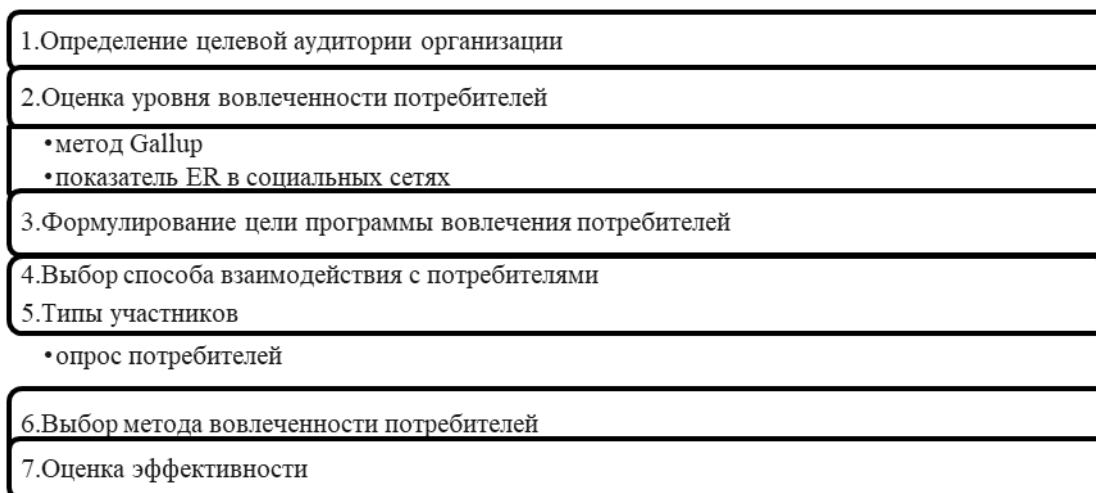 1.Определение целевой аудитории организации
2.Оценка уровня вовлеченности потребителей
•метод Gallup
•показатель ER в социальных сетях
3.Формулирование цели программы вовлечения потребителей
4.Выбор способа взаимодействия с потребителями
5.Типы участников
•опрос потребителей
6.Выбор метода вовлеченности потребителей
7.Оценка эффективности